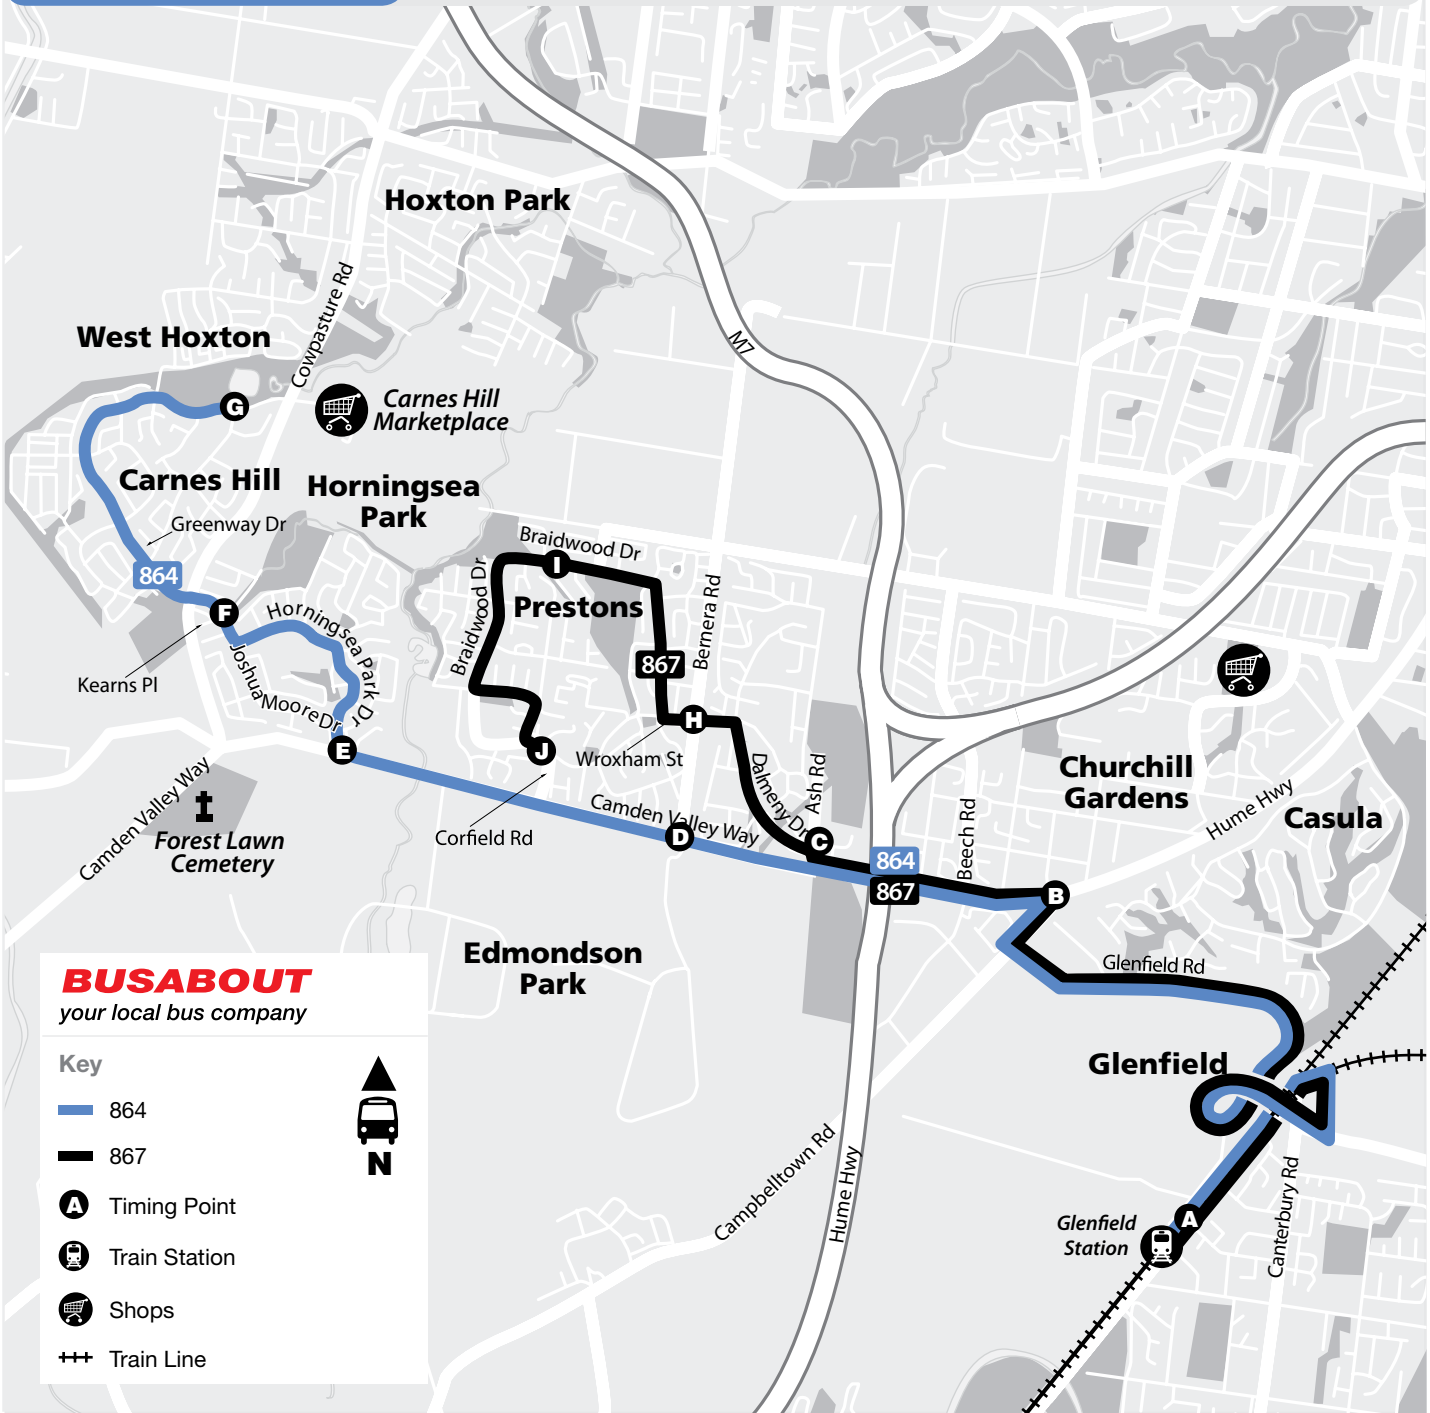 Hoxton Park
Cowpasture Rd
West Hoxton
M7
G
Carnes Hill
Marketplace
Carnes Hill
Horningsea
Park
Greenway Dr
Braidwood Dr
I
864
Braidwood Dr
Prestons
Bernera Rd
F
Horningsea Park Dr
867
Joshua Moore Dr
Kearns Pl
H
Wroxham St
E
J
Dalmeny Dr
Ash Rd
Churchill
Gardens
Camden Valley Way
Camden Valley Way
Hume Hwy
Casula
Beech Rd
Forest Lawn
Cemetery
Corfield Rd
D
C
864
867
B
Edmondson
Park
Glenfield Rd
Glenfield
Campbelltown Rd
Hume Hwy
Canterbury Rd
A
Glenfield
Station
BUSABOUT
your local bus company
Key
864
867
N
A Timing Point
Train Station
Shops
Train Line